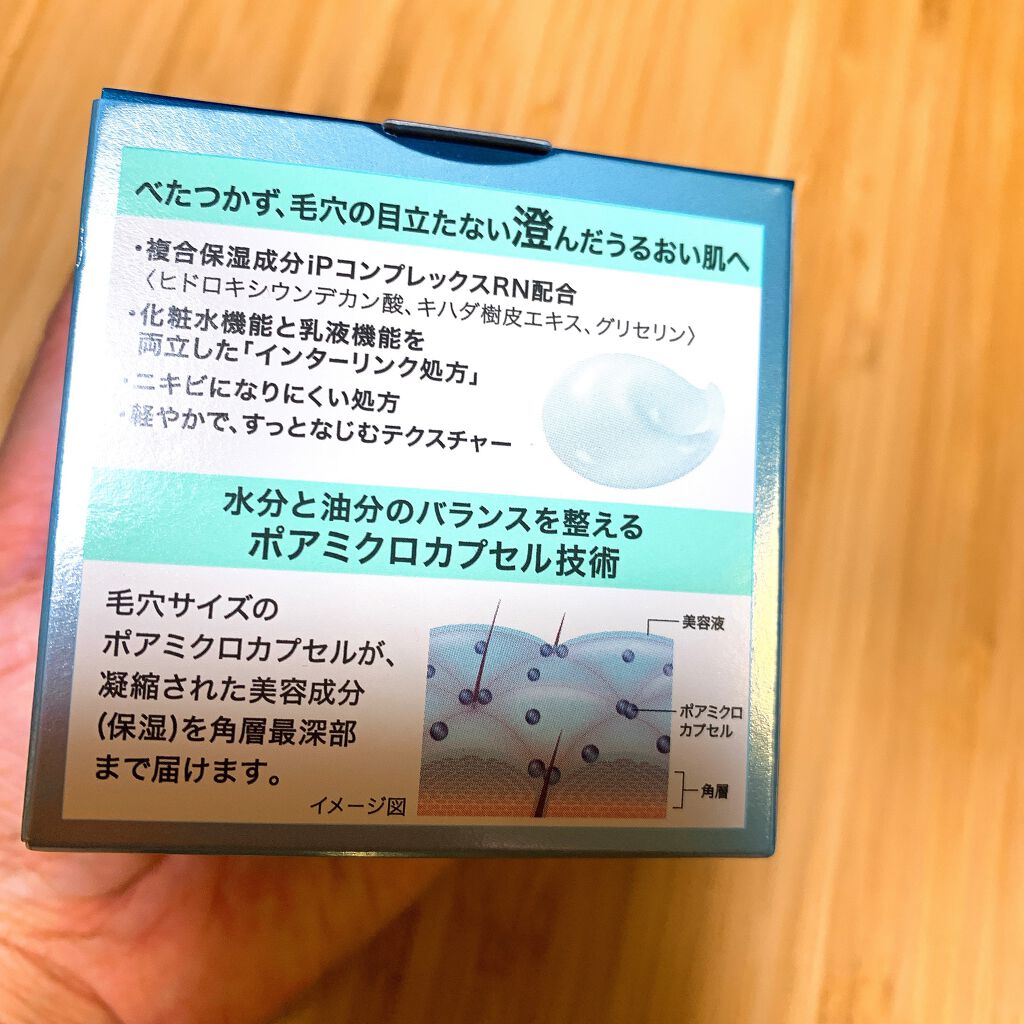 べたつかず、毛穴の目立たない澄んだうるおい肌へ
・複合保湿成分iPコンプレックスRN配合
〈ヒドロキシウンデカン酸、キハダ樹皮エキス、グリセリン〉
・化粧水機能と乳液機能を
両立した「インターリンク処方」
・ニキビになりにくい処方
・軽やかで、すっとなじむテクスチャー
水分と油分のバランスを整える
ポアミクロカプセル技術
毛穴サイズの
ポアミクロカプセルが、
凝縮された美容成分
(保湿)を角層最深部
まで届けます。
イメージ図
美容液
ポアミクロ
カプセル
角層